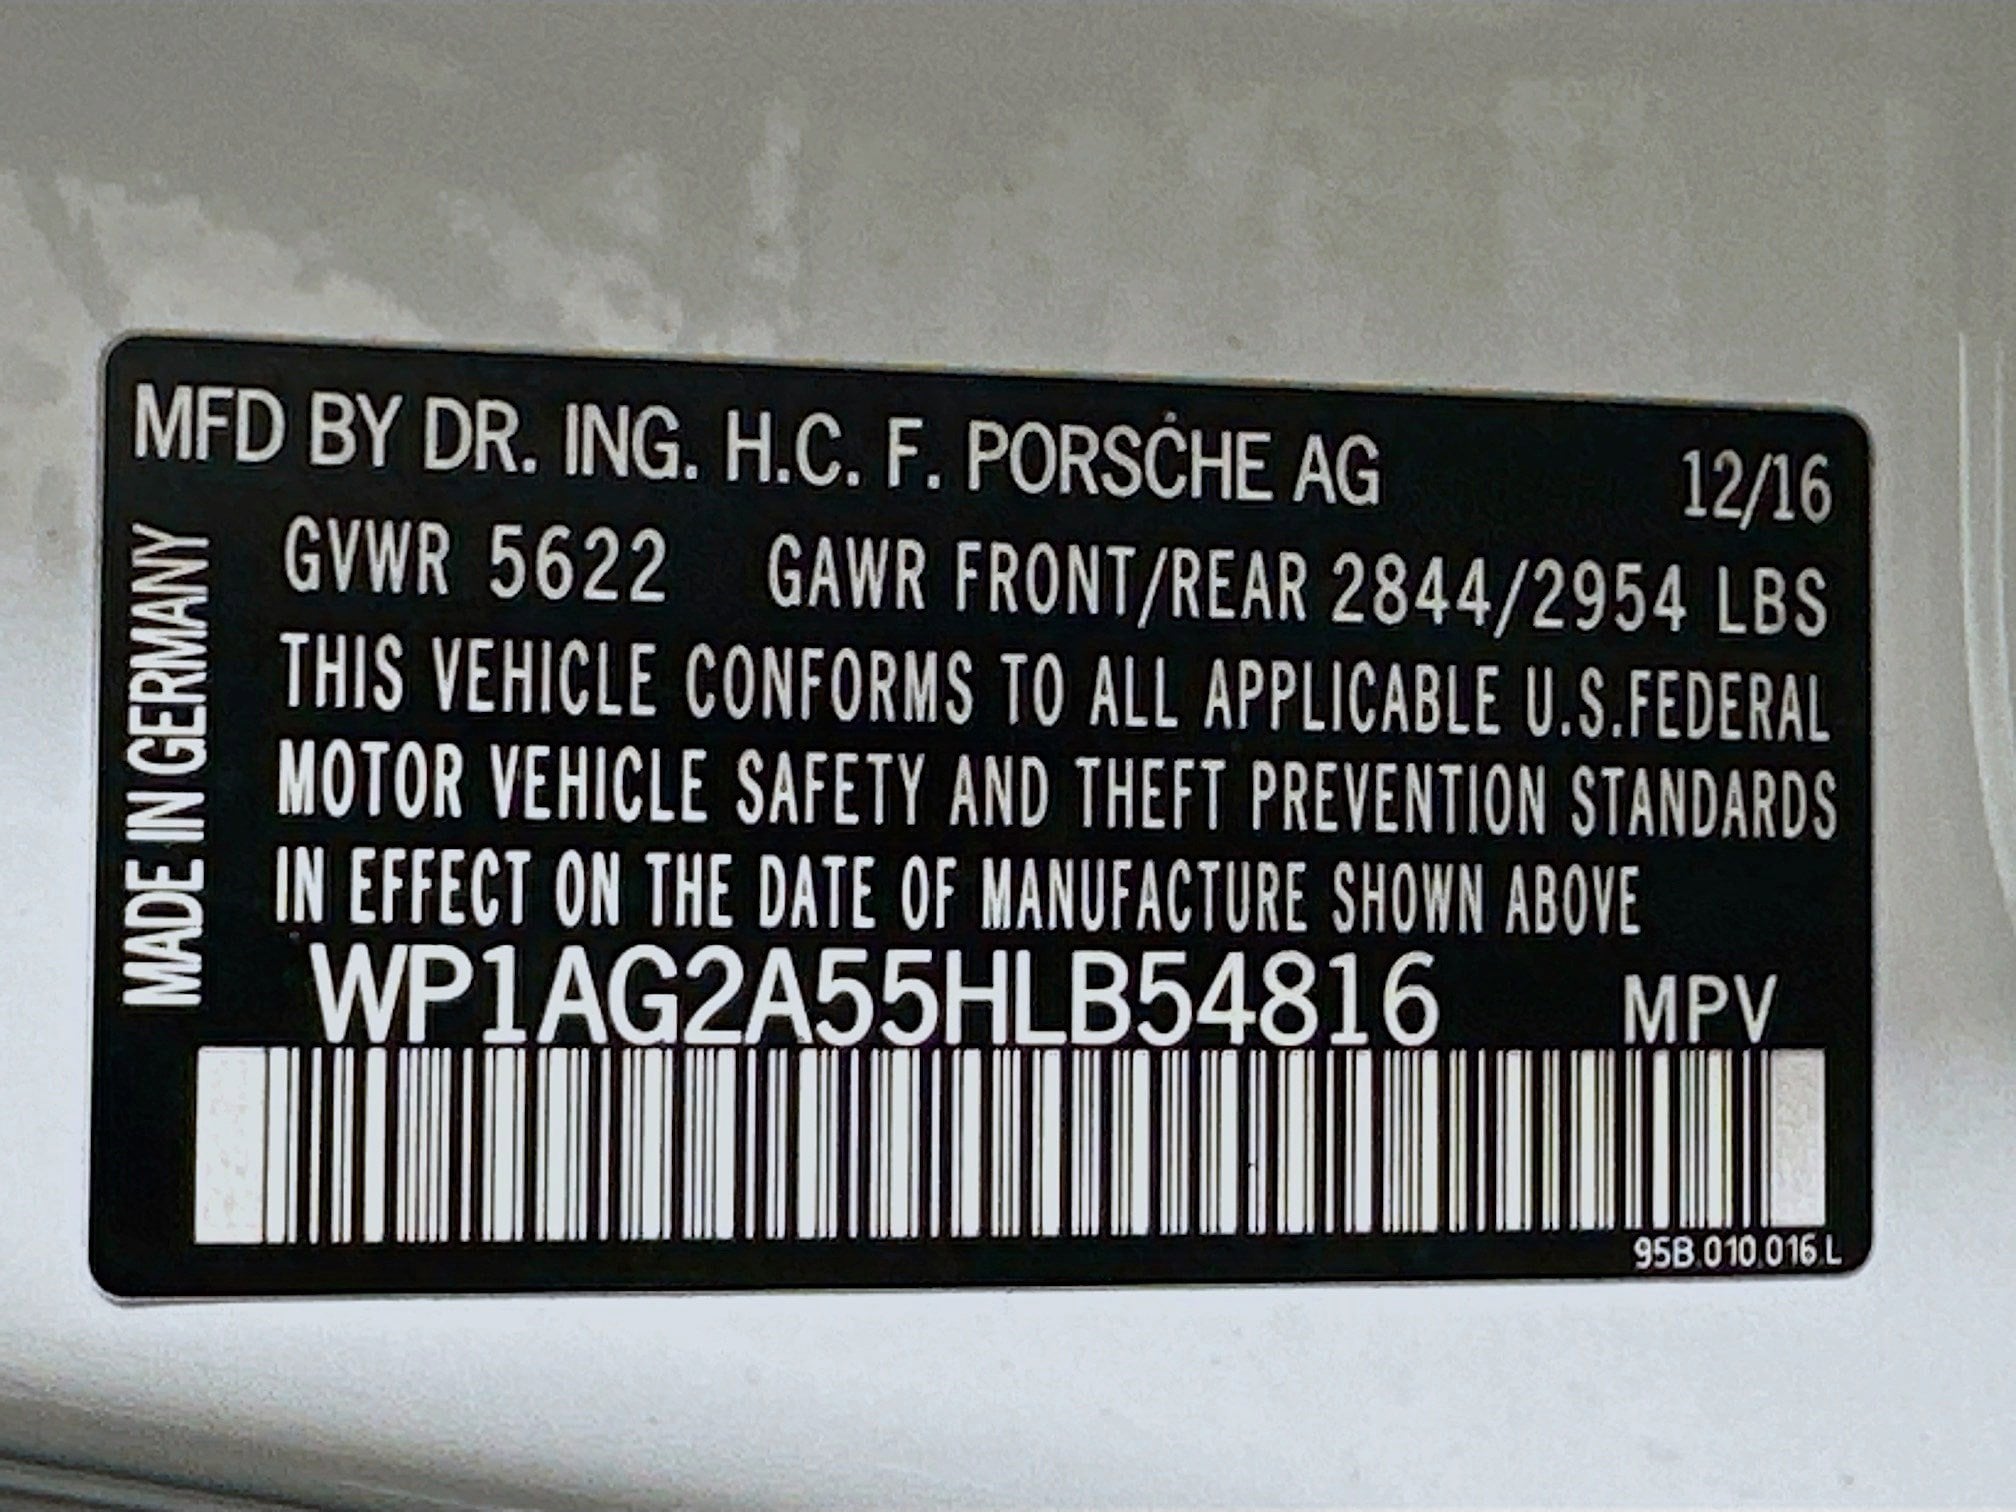 MFD BY DR. ING. H.C. F. PORSCHE AG 12/16
GVWR 5622 GAWR FRONT/REAR 2844/2954 LBS
THIS VEHICLE CONFORMS TO ALL APPLICABLE U.S.FEDERAL
MOTOR VEHICLE SAFETY AND THEFT PREVENTION STANDARDS
IN EFFECT ON THE DATE OF MANUFACTURE SHOWN ABOVE
WP1AG2A55HLB54816 MPV
95B.010.016.L
MADE IN GERMANY